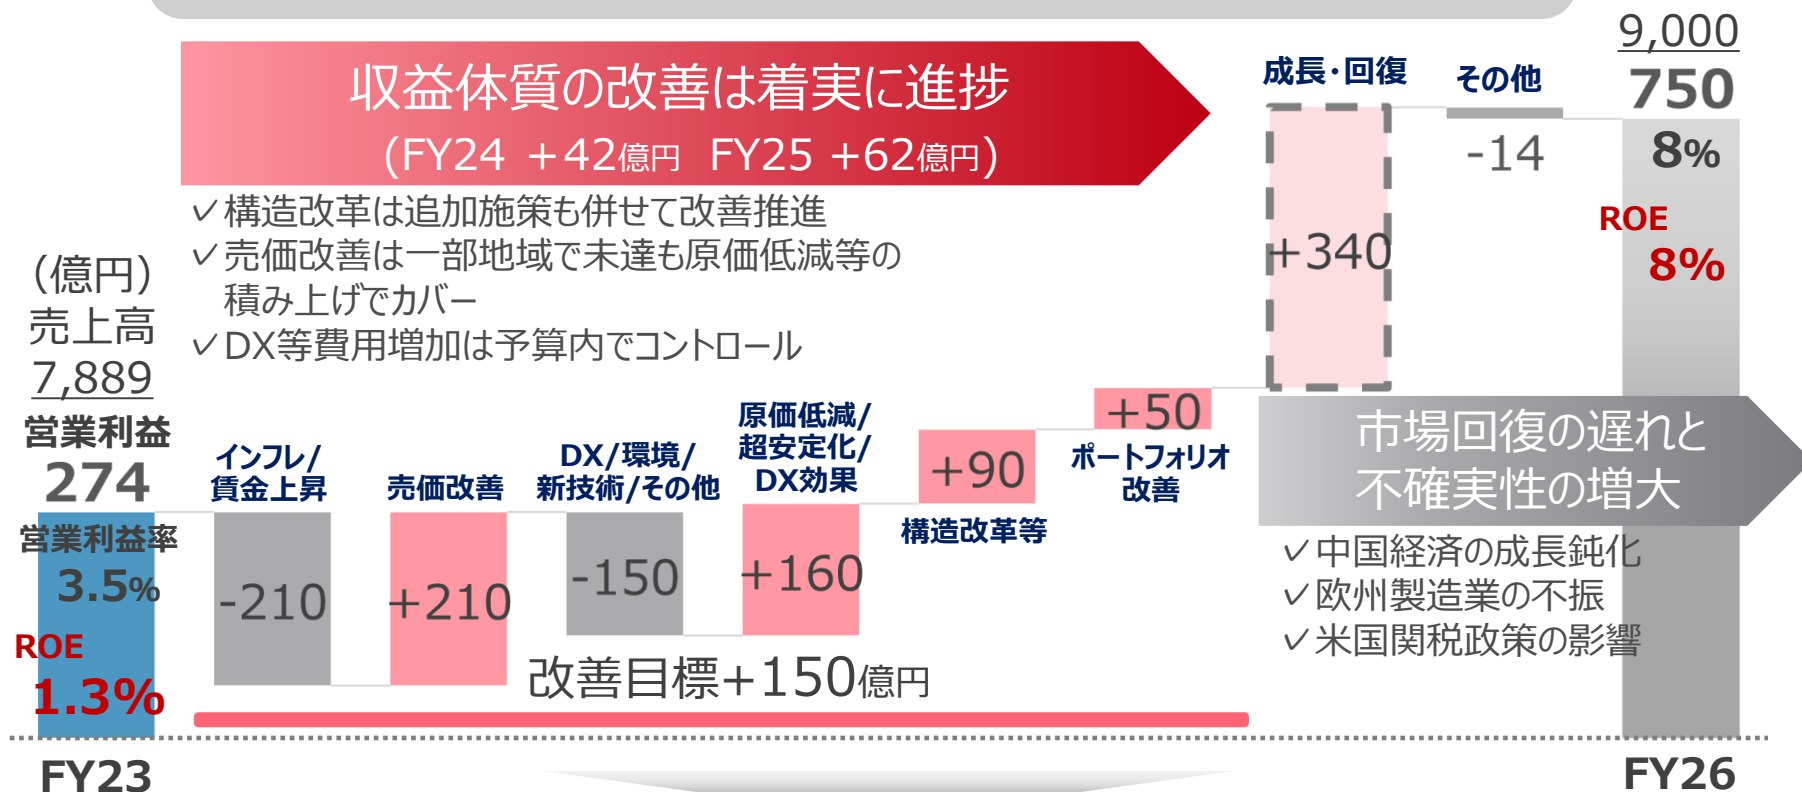 収益体質の改善は着実に進捗
(FY24 +42億円 FY25 +62億円)
✓構造改革は追加施策も併せて改善推進
✓売価改善は一部地域で未達も原価低減等の
積み上げでカバー
✓DX等費用増加は予算内でコントロール
(億円)
売上高
7,889
営業利益
274
営業利益率
3.5%
ROE
1.3%
FY23
インフレ/
賃金上昇
-210
売価改善
+210
DX/環境/
新技術/その他
-150
原価低減/
超安定化/
DX効果
+160
+90
構造改革等
+50
ポートフォリオ
改善
改善目標+150億円
成長・回復
+340
その他
-14
9,000
750
8%
ROE
8%
市場回復の遅れと
不確実性の増大
✓中国経済の成長鈍化
✓欧州製造業の不振
✓米国関税政策の影響
FY26